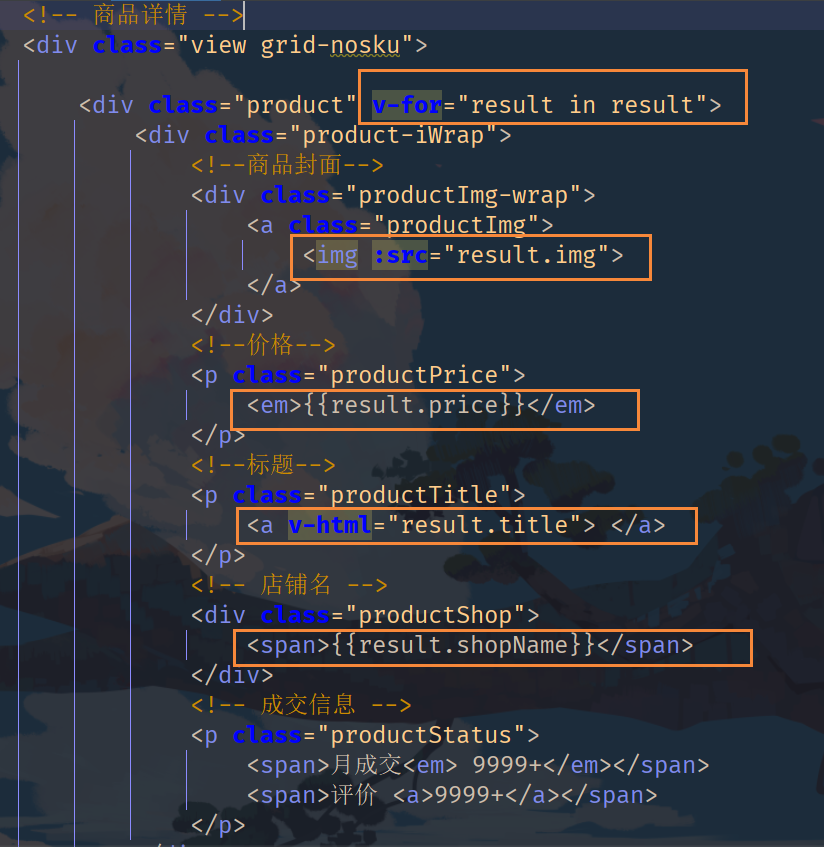 <!-- 商品详情 -->
<div class="view grid-nosku">
<div class="product" v-for="result in result">
<div class="product-iWrap">
<!--商品封面-->
<div class="productImg-wrap">
<a class="productImg">
<img :src="result.img">
</a>
</div>
<!--价格-->
<p class="productPrice">
<em>{{result.price}}</em>
</p>
<!--标题-->
<p class="productTitle">
<a v-html="result.title"> </a>
</p>
<!-- 店铺名 -->
<div class="productShop">
<span>{{result.shopName}}</span>
</div>
<!-- 成交信息 -->
<p class="productStatus">
<span>月成交<em> 9999+</em></span>
<span>评价 <a>9999+</a></span>
</p>